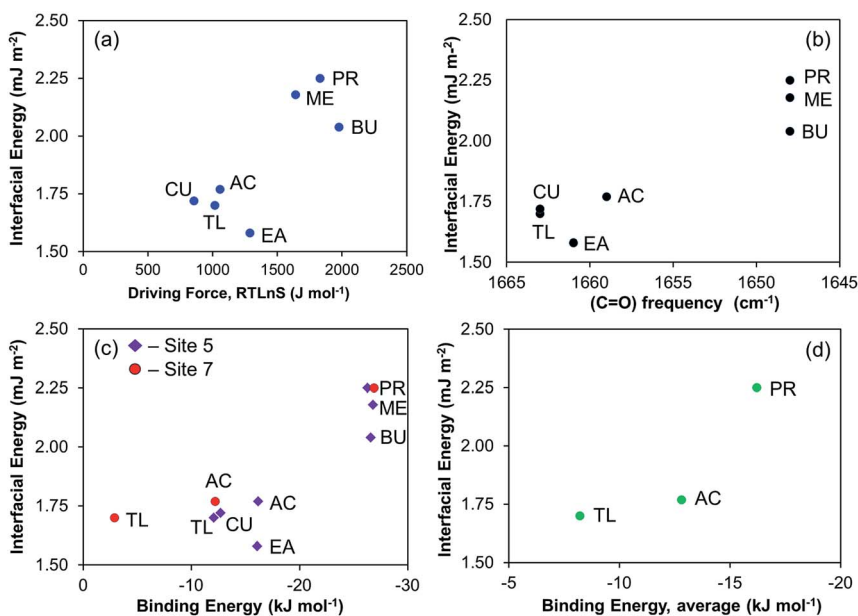 (a)
Interfacial Energy (mJ m-2)
2.50
2.25
2.00
1.75
1.50
PR
ME
BU
CU
AC
TL
EA
0
500
1000
1500
2000
2500
Driving Force, RTLnS (J mol-1)
(b)
Interfacial Energy (mJ m-2)
2.50
2.25
2.00
1.75
1.50
PR
ME
BU
CU
AC
TL
EA
1665
1660
1655
1650
1645
(C=O) frequency (cm-1)
(c)
– Site 5
– Site 7
Interfacial Energy (mJ m-2)
2.50
2.25
2.00
1.75
1.50
PR
ME
BU
AC
AC
TL
TL
CU
EA
0
-10
-20
-30
Binding Energy (kJ mol-1)
(d)
Interfacial Energy (mJ m-2)
2.50
2.25
2.00
1.75
1.50
PR
AC
TL
-5
-10
-15
-20
Binding Energy, average (kJ mol-1)